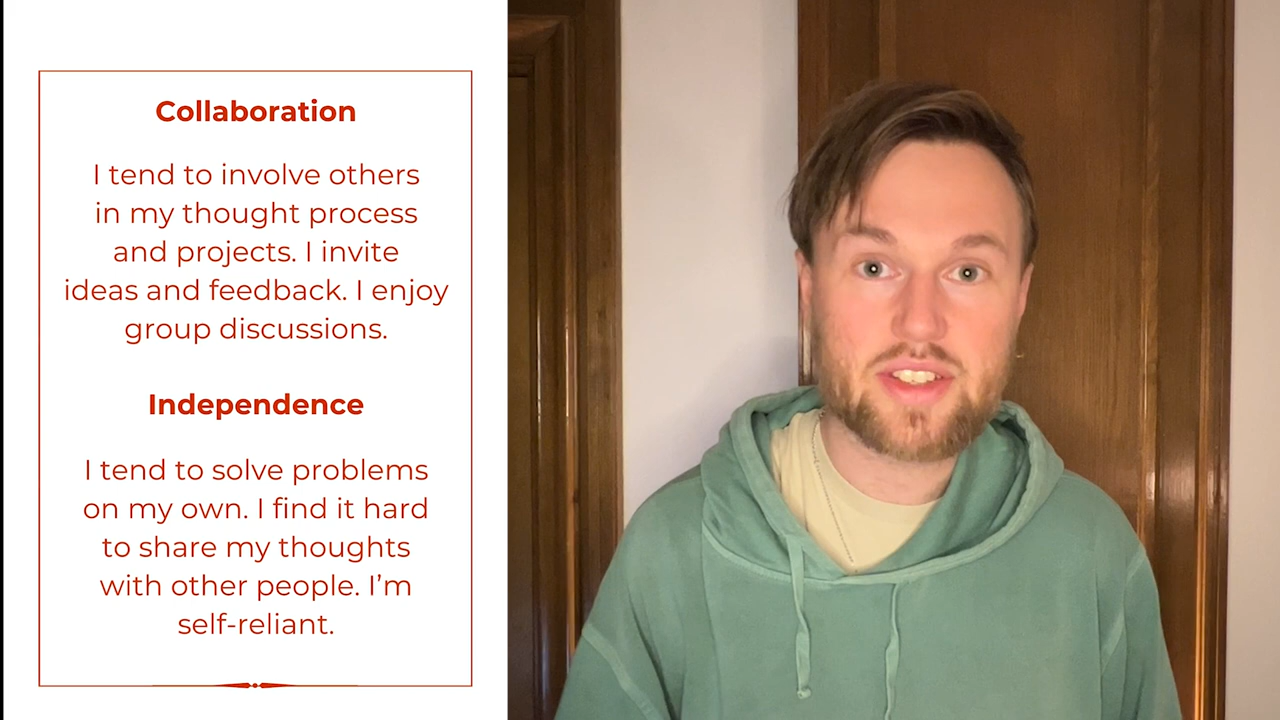 Collaboration
I tend to involve others
in my thought process
and projects. I invite
ideas and feedback. I enjoy
group discussions.
Independence
I tend to solve problems
on my own. I find it hard
to share my thoughts
with other people. I’m
self-reliant.